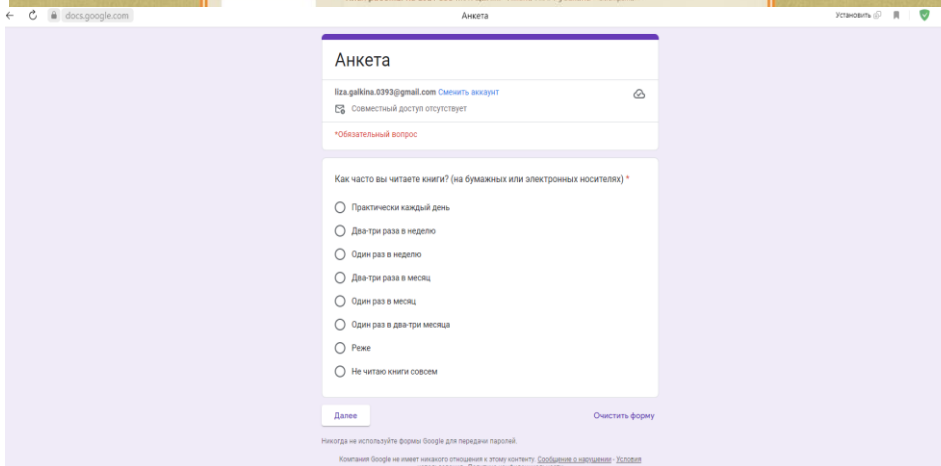 docs.google.com
Анкета
Установить
Анкета
liza.galkina.0393@gmail.com Сменить аккаунт
Совместный доступ отсутствует
*Обязательный вопрос
Как часто вы читаете книги? (на бумажных или электронных носителях) *
Практически каждый день
Два-три раза в неделю
Один раз в неделю
Два-три раза в месяц
Один раз в месяц
Один раз в два-три месяца
Реже
Не читаю книги совсем
Далее
Очистить форму
Никогда не используйте формы Google для передачи паролей.
Компания Google не имеет никакого отношения к этому контенту. Сообщение о нарушении - Условия